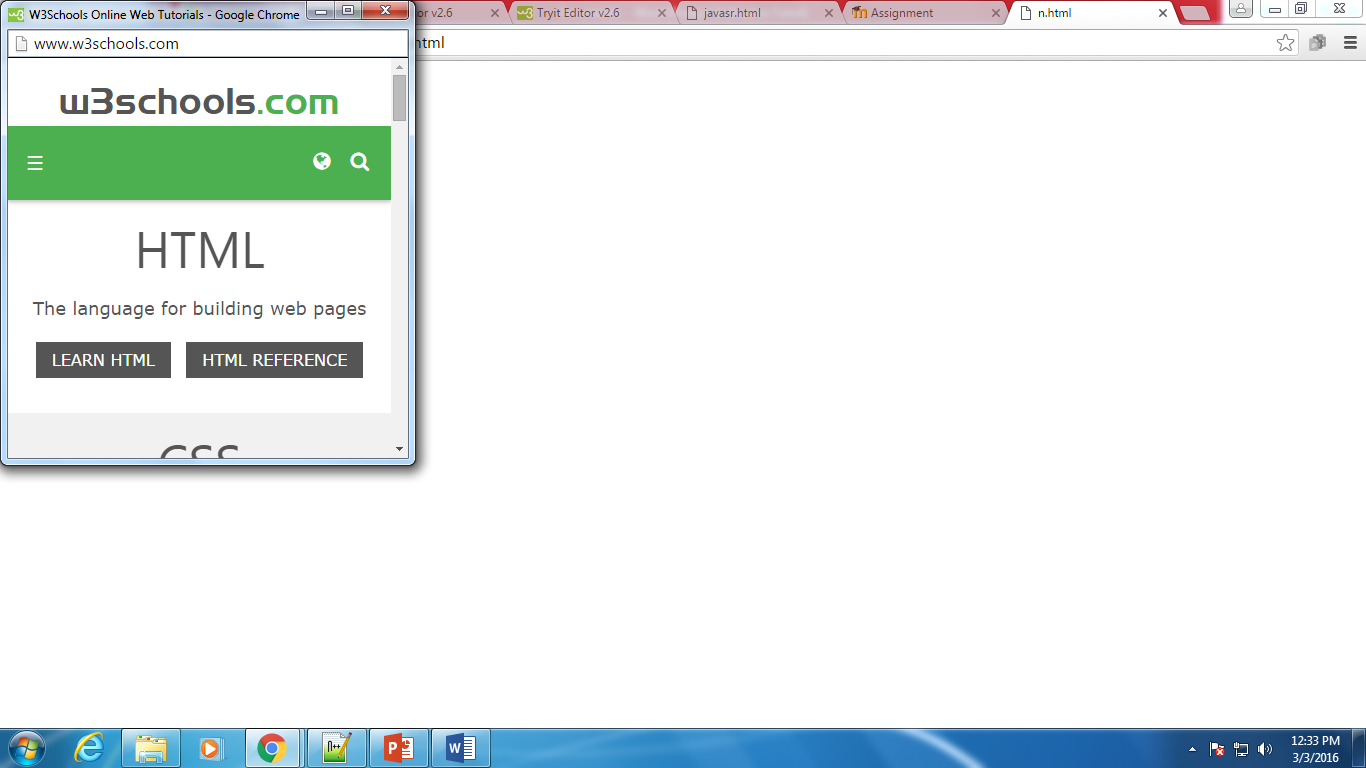 W3Schools Online Web Tutorials - Google Chrome
or v2.6
Tryit Editor v2.6
javasr.html
Assignment
n.html
www.w3schools.com
html
w3schools.com
HTML
The language for building web pages
LEARN HTML
HTML REFERENCE
CSS
12:33 PM
3/3/2016